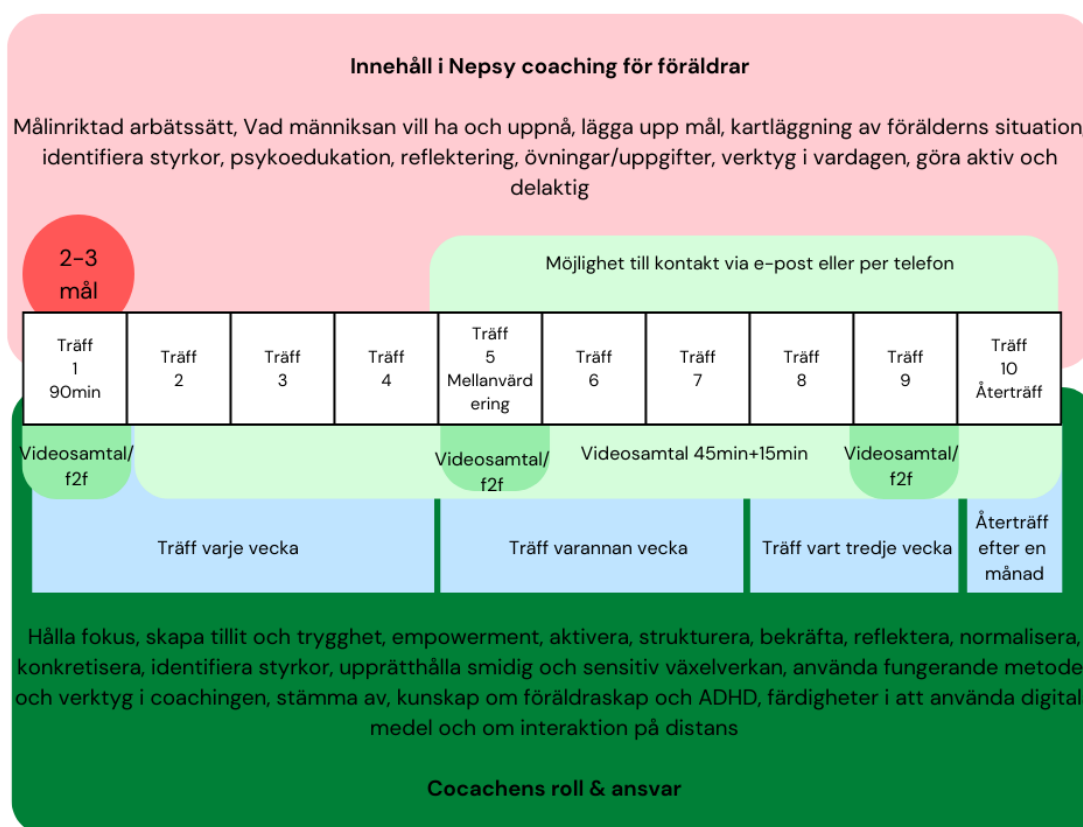 Innehåll i Nepsy coaching för föräldrar
Målinriktad arbätssätt, Vad männiksan vill ha och uppnå, lägga upp mål, kartläggning av förälderns situation,
identifiera styrkor, psykoedukation, reflektering, övningar/uppgifter, verktyg i vardagen, göra aktiv och
delaktig
2-3
mål
Möjlighet till kontakt via e-post eller per telefon
Träff
1
90min
Träff
2
Träff
3
Träff
4
Träff
5
Mellanvärd
ering
Träff
6
Träff
7
Träff
8
Träff
9
Träff
10
Återträff
Videosamtal/
f2f
Videosamtal/
f2f
Videosamtal 45min+15min
Videosamtal/
f2f
Träff varje vecka
Träff varannan vecka
Träff vart tredje vecka
Återträff
efter en
månad
Hålla fokus, skapa tillit och trygghet, empowerment, aktivera, strukturera, bekräfta, reflektera, normalisera,
konkretisera, identifiera styrkor, upprätthålla smidig och sensitiv växelverkan, använda fungerande metode
och verktyg i coachingen, stämma av, kunskap om föräldraskap och ADHD, färdigheter i att använda digital
medel och om interaktion på distans
Cocachens roll & ansvar